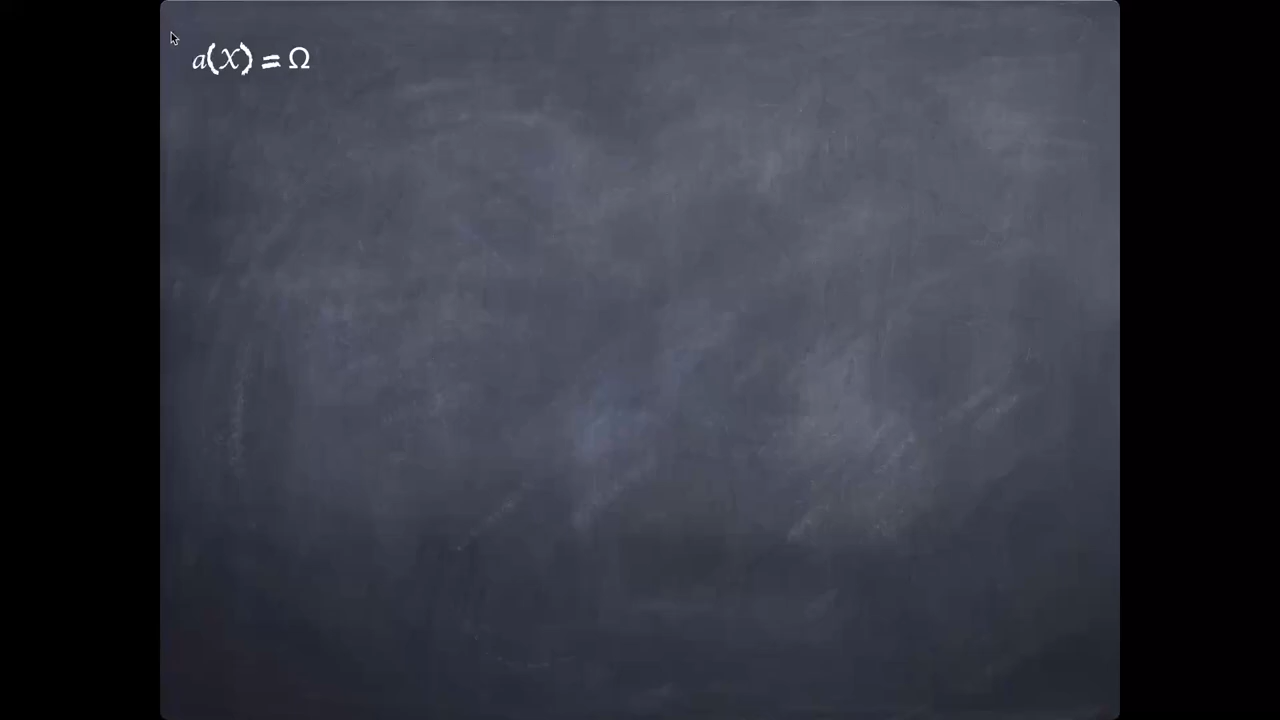 a(X) = Ω